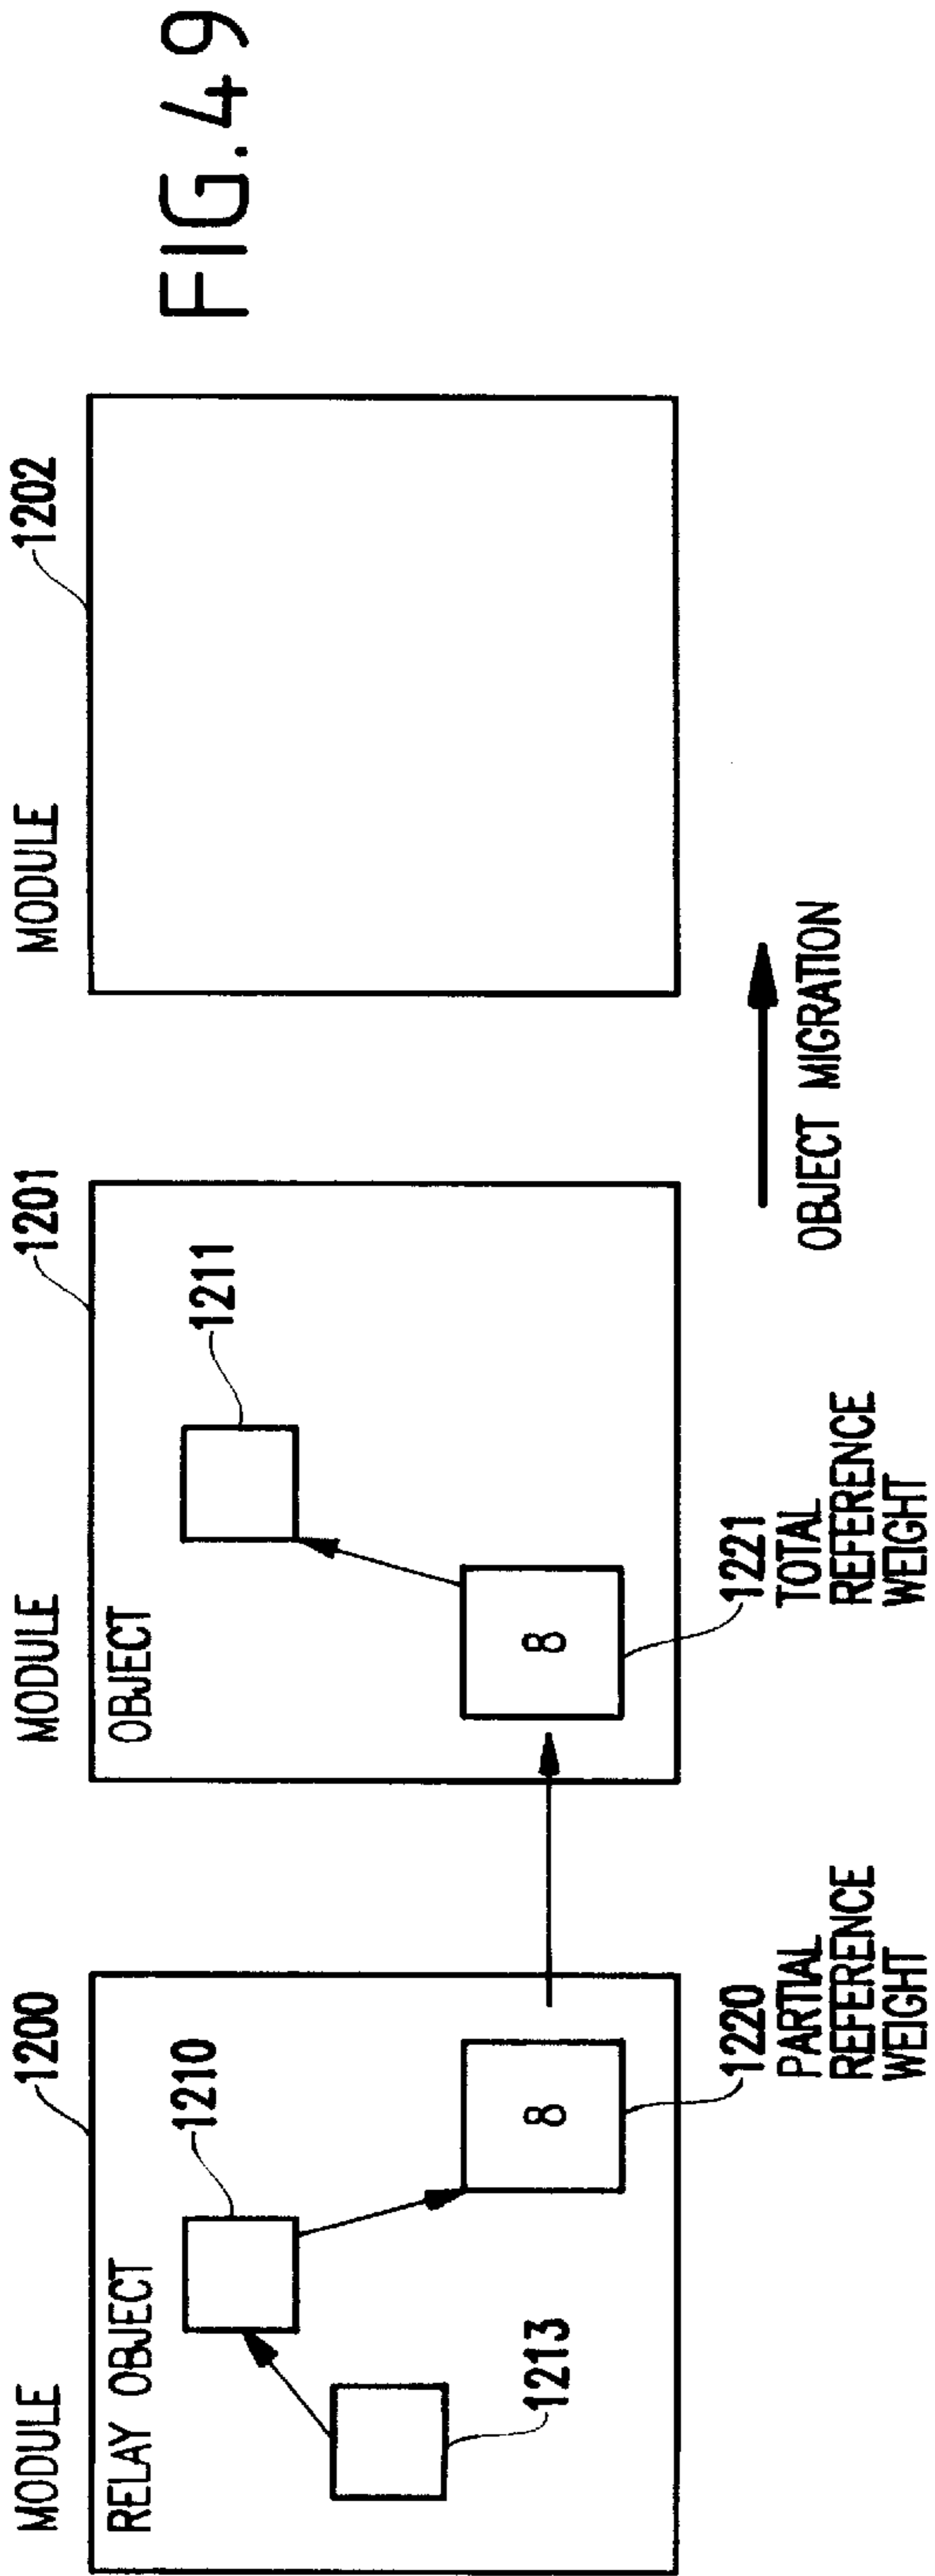 FIG.49
MODULE 1200
RELAY OBJECT
1210
1213
8
1220
PARTIAL
REFERENCE
WEIGHT
MODULE 1201
OBJECT
1211
8
1221
TOTAL
REFERENCE
WEIGHT
MODULE 1202
OBJECT MIGRATION